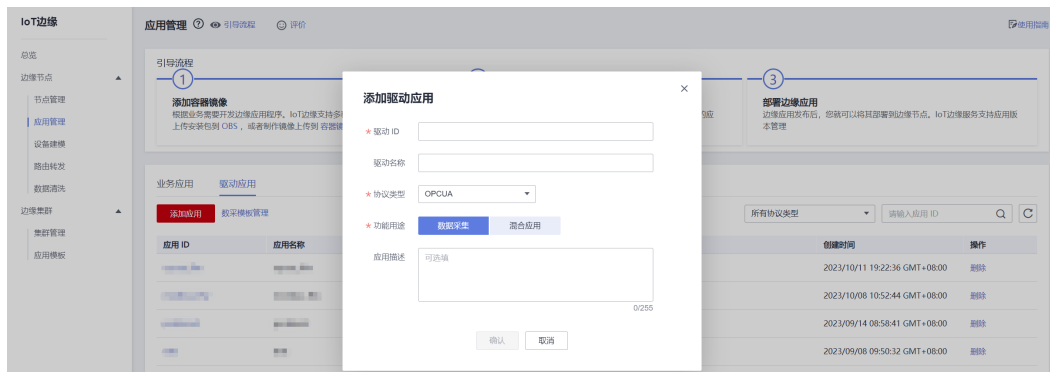 IoT边缘
总览
边缘节点
节点管理
应用管理
设备建模
路由转发
数据清洗
边缘集群
集群管理
应用模板
应用管理 引导流程 评价
使用指南
引导流程
1
添加容器镜像
根据业务需要开发边缘应用程序。IoT边缘支持多
上传安装包到 OBS ，或者制作镜像上传到 容器镜
3
部署边缘应用
边缘应用发布后，您就可以将其部署到边缘节点。IoT边缘服务支持应用版
本管理
的应
业务应用 驱动应用
添加应用 数采模板管理
所有协议类型 请输入应用 ID
应用 ID 应用名称 创建时间 操作
2023/10/11 19:22:36 GMT+08:00 删除
2023/10/08 10:52:44 GMT+08:00 删除
2023/09/14 08:58:41 GMT+08:00 删除
2023/09/08 09:50:32 GMT+08:00 删除
添加驱动应用
* 驱动 ID
驱动名称
* 协议类型 OPCUA
* 功能用途 数据采集 混合应用
应用描述 可选填
0/255
确认 取消